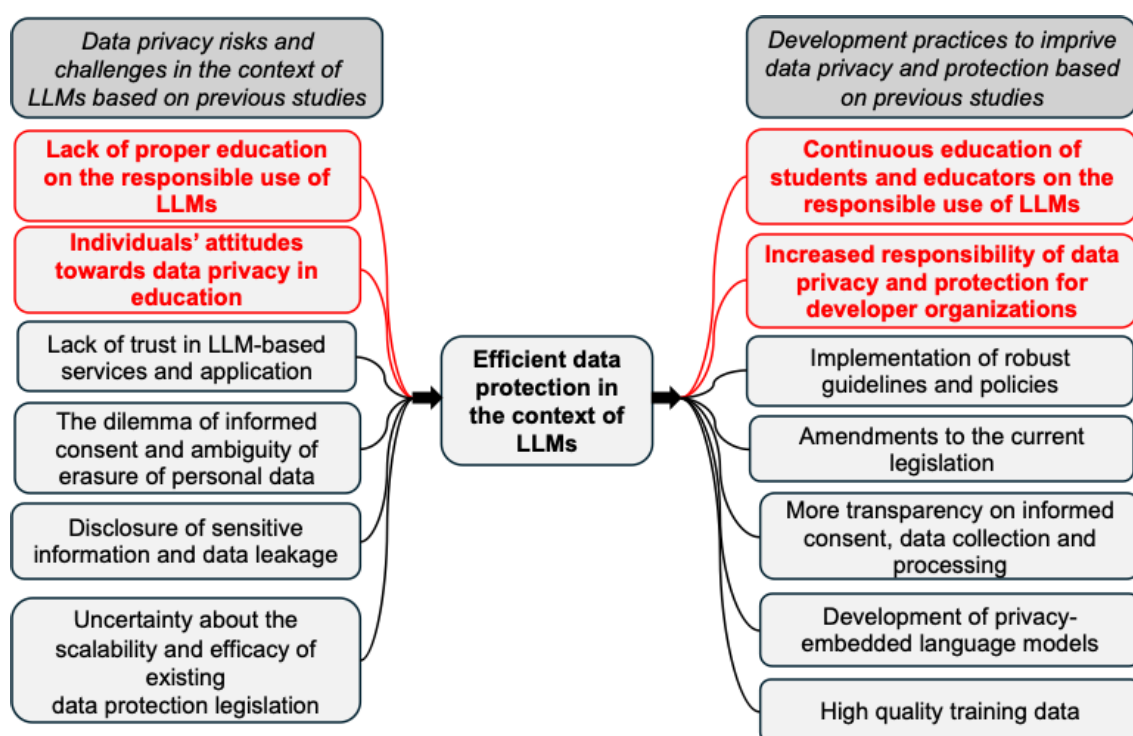 Data privacy risks and
challenges in the context of
LLMs based on previous studies
Lack of proper education
on the responsible use of
LLMs
Individuals' attitudes
towards data privacy in
education
Lack of trust in LLM-based
services and application
The dilemma of informed
consent and ambiguity of
erasure of personal data
Disclosure of sensitive
information and data leakage
Uncertainty about the
scalability and efficacy of
existing
data protection legislation
Efficient data
protection in
the context of
LLMs
Development practices to imprive
data privacy and protection based
on previous studies
Continuous education of
students and educators on the
responsible use of LLMs
Increased responsibility of data
privacy and protection for
developer organizations
Implementation of robust
guidelines and policies
Amendments to the current
legislation
More transparency on informed
consent, data collection and
processing
Development of privacy-
embedded language models
High quality training data